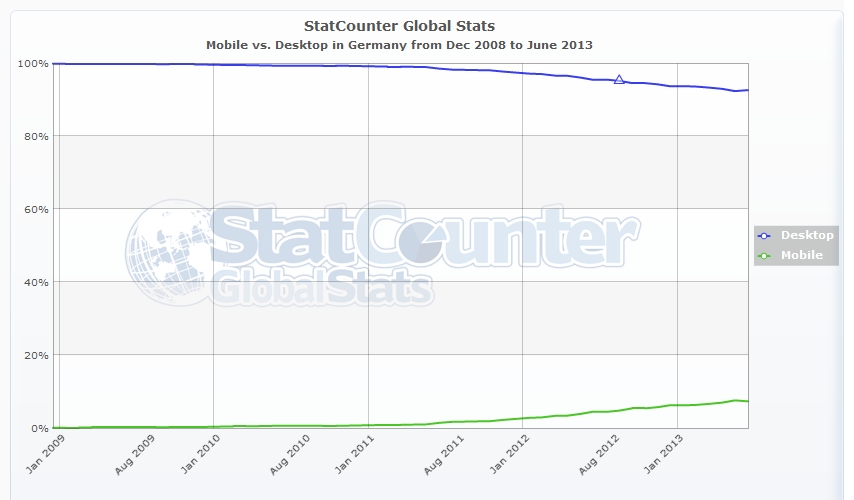 StatCounter Global Stats
Mobile vs. Desktop in Germany from Dec 2008 to June 2013
100%
80%
60%
40%
20%
0%
StatCounter
GlobalStats
Desktop
Mobile
Jan 2009
Aug 2009
Jan 2010
Aug 2010
Jan 2011
Aug 2011
Jan 2012
Aug 2012
Jan 2013